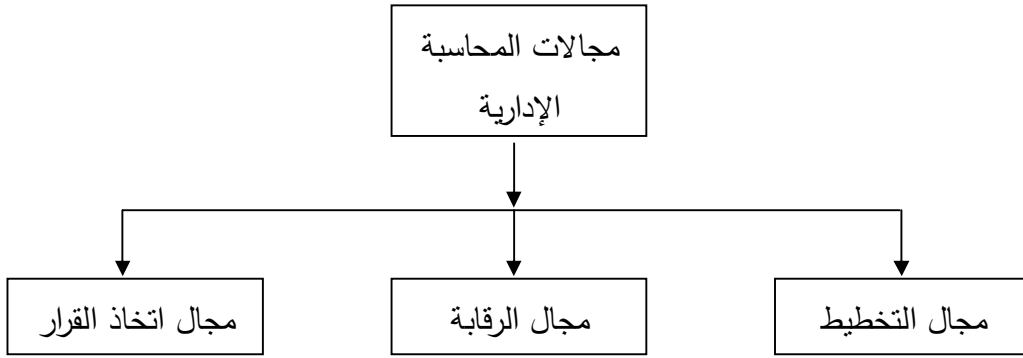 مجالات المحاسبة
الإدارية
مجال التخطيط
مجال الرقابة
مجال اتخاذ القرار